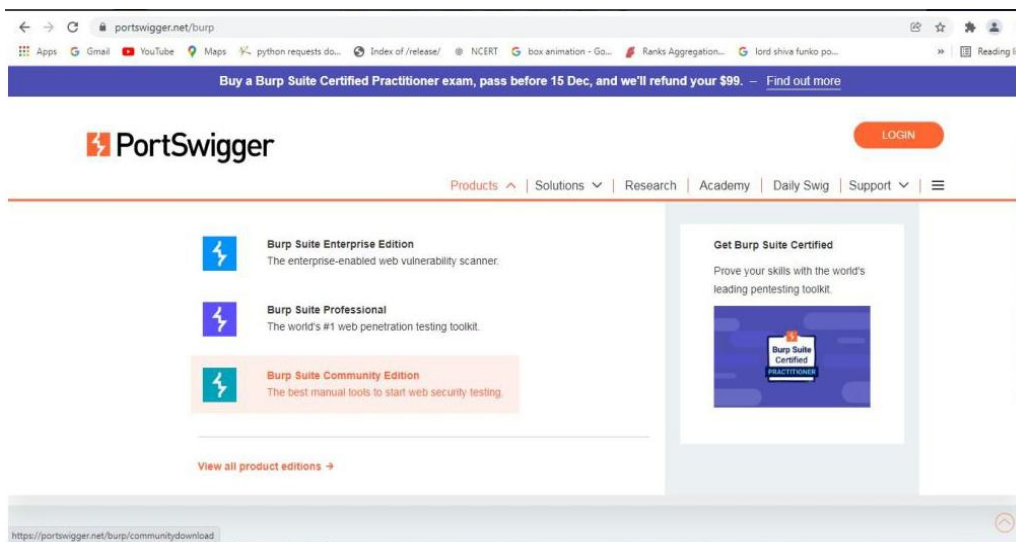 portswigger.net/burp
Apps Gmail YouTube Maps python requests do... Index of /release/ NCERT box animation - Go... Ranks Aggregation... lord shiva funko po... » Reading li
Buy a Burp Suite Certified Practitioner exam, pass before 15 Dec, and we'll refund your $99. – Find out more
PortSwigger
LOGIN
Products Solutions Research Academy Daily Swig Support
Burp Suite Enterprise Edition
The enterprise-enabled web vulnerability scanner.
Burp Suite Professional
The world's #1 web penetration testing toolkit.
Burp Suite Community Edition
The best manual tools to start web security testing.
View all product editions →
Get Burp Suite Certified
Prove your skills with the world's
leading pentesting toolkit.
Burp Suite
Certified
PRACTITIONER
https://portswigger.net/burp/communitydownload